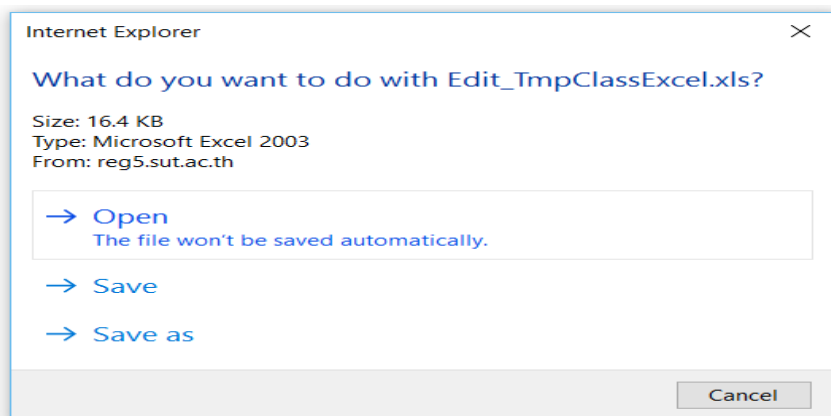 Internet Explorer
What do you want to do with Edit_TmpClassExcel.xls?
Size: 16.4 KB
Type: Microsoft Excel 2003
From: reg5.sut.ac.th
Open
The file won't be saved automatically.
Save
Save as
Cancel